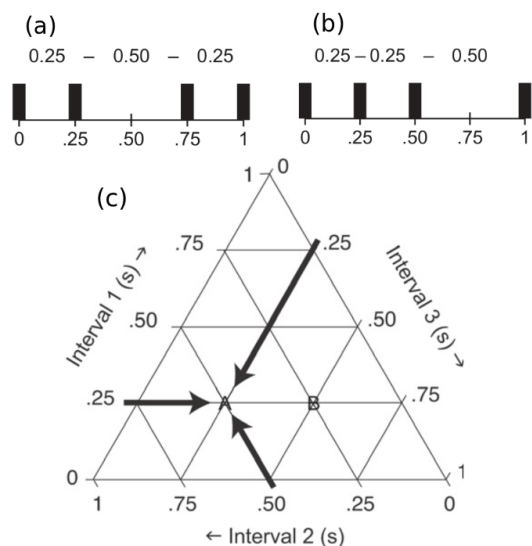 (a)
0.25 – 0.50 – 0.25
0 .25 .50 .75 1
(b)
0.25 – 0.25 – 0.50
0 .25 .50 .75 1
(c)
1 0
.75 .25
Interval 1 (s) →
Interval 3 (s) →
.50 .50
.25 A B .75
0 1
1 .75 .50 .25 0
← Interval 2 (s)